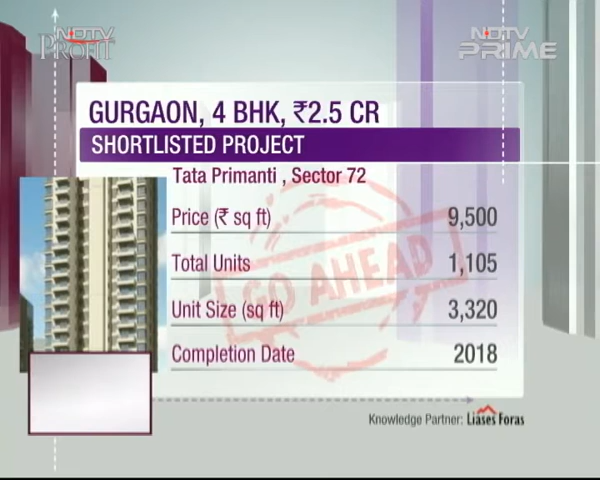 NDTV
PROFIT
NDTV
PRIME
GURGAON, 4 BHK, ₹2.5 CR
SHORTLISTED PROJECT
Tata Primanti , Sector 72
Price (₹ sq ft) 9,500
Total Units 1,105
Unit Size (sq ft) 3,320
Completion Date 2018
GO AHEAD
Knowledge Partner: Liases Foras